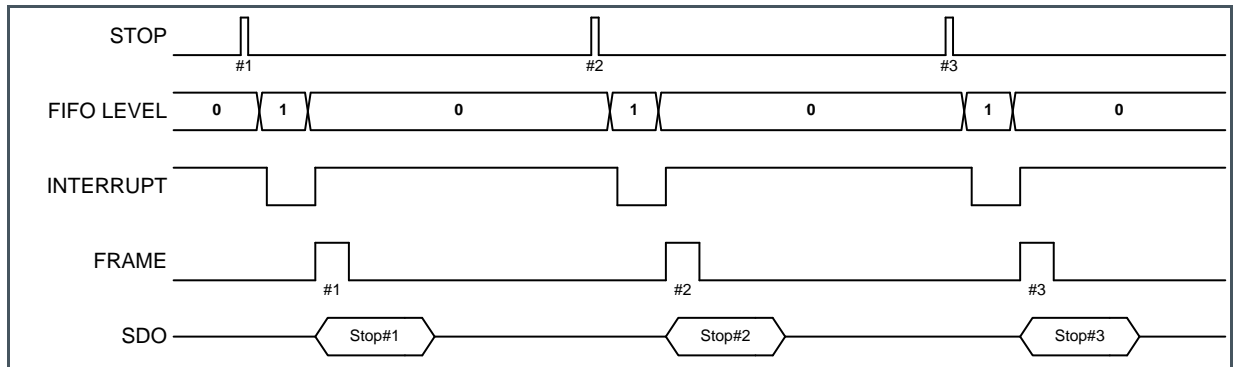 STOP
#1 #2 #3
FIFO LEVEL 0 1 0 1 0 1 0
INTERRUPT
FRAME
#1 #2 #3
SDO Stop#1 Stop#2 Stop#3